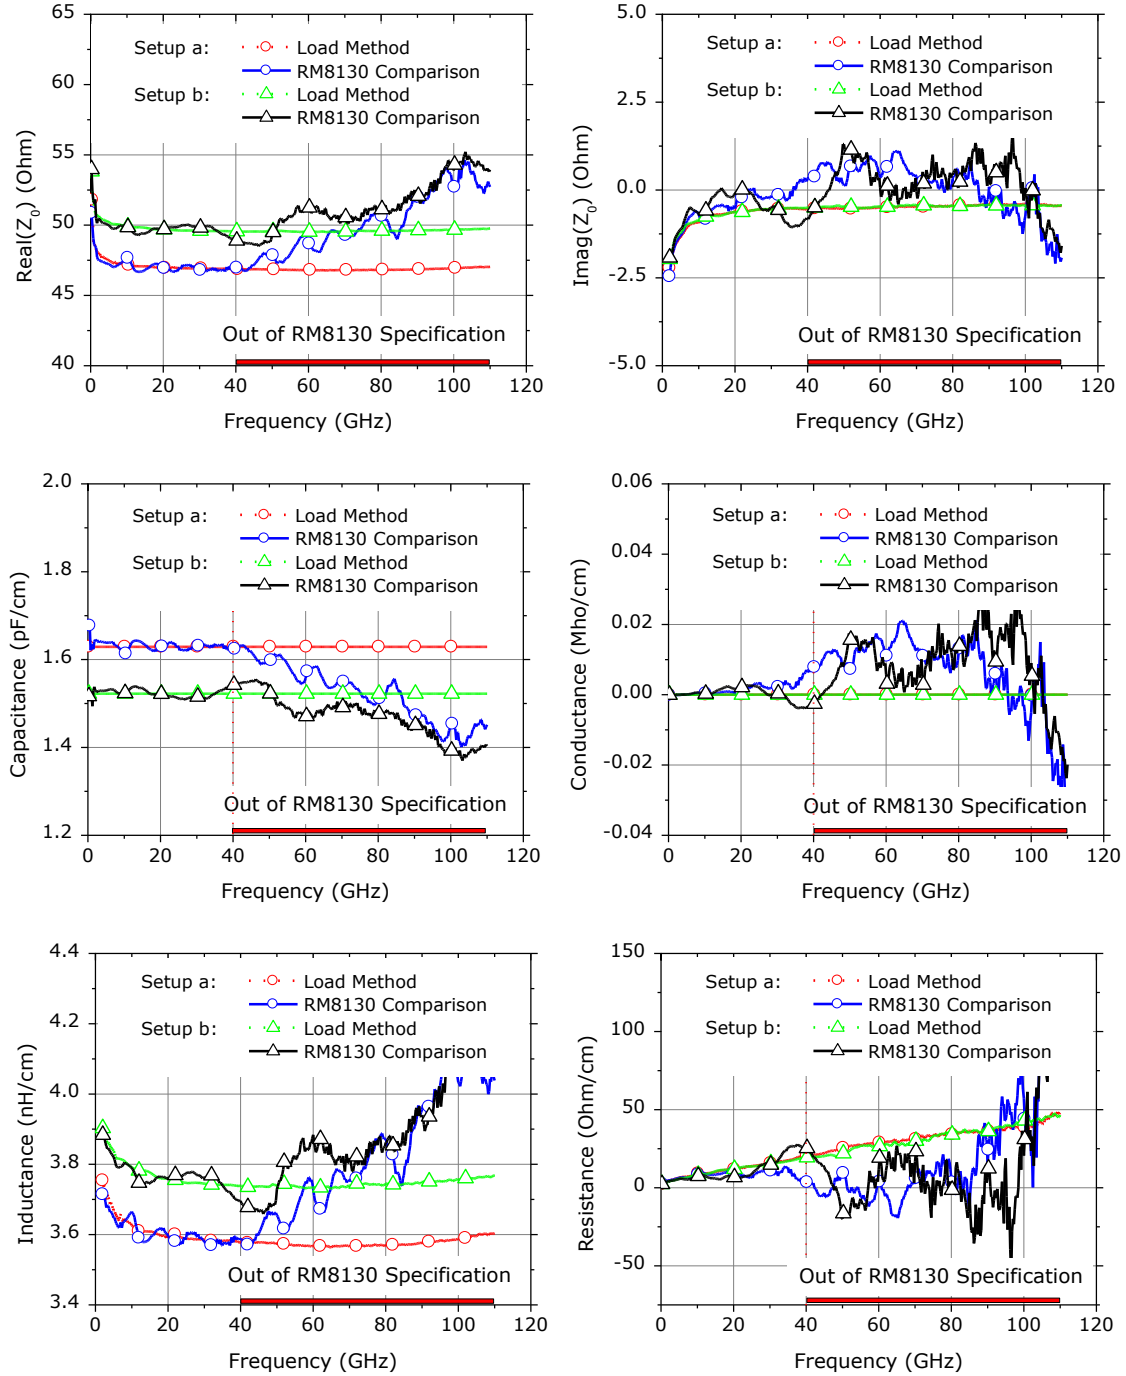 65
60
55
50
45
40
Real(Z0) (Ohm)
Setup a: Load Method
RM8130 Comparison
Setup b: Load Method
RM8130 Comparison
Out of RM8130 Specification
0 20 40 60 80 100 120
Frequency (GHz)
5.0
2.5
0.0
-2.5
-5.0
Imag(Z0) (Ohm)
Setup a: Load Method
RM8130 Comparison
Setup b: Load Method
RM8130 Comparison
Out of RM8130 Specification
0 20 40 60 80 100 120
Frequency (GHz)
2.0
1.8
1.6
1.4
1.2
Capacitance (pF/cm)
Setup a: Load Method
RM8130 Comparison
Setup b: Load Method
RM8130 Comparison
Out of RM8130 Specification
0 20 40 60 80 100 120
Frequency (GHz)
0.06
0.04
0.02
0.00
-0.02
-0.04
Conductance (Mho/cm)
Setup a: Load Method
RM8130 Comparison
Setup b: Load Method
RM8130 Comparison
Out of RM8130 Specification
0 20 40 60 80 100 120
Frequency (GHz)
4.4
4.2
4.0
3.8
3.6
3.4
Inductance (nH/cm)
Setup a: Load Method
RM8130 Comparison
Setup b: Load Method
RM8130 Comparison
Out of RM8130 Specification
0 20 40 60 80 100 120
Frequency (GHz)
150
100
50
0
-50
Resistance (Ohm/cm)
Setup a: Load Method
RM8130 Comparison
Setup b: Load Method
RM8130 Comparison
Out of RM8130 Specification
0 20 40 60 80 100 120
Frequency (GHz)